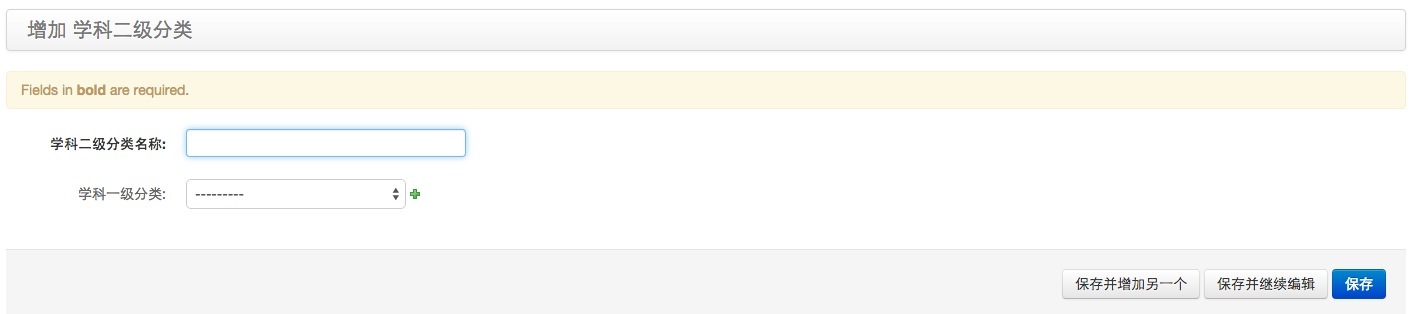 增加 学科二级分类
Fields in bold are required.
学科二级分类名称:
学科一级分类: ---------
保存并增加另一个 保存并继续编辑 保存